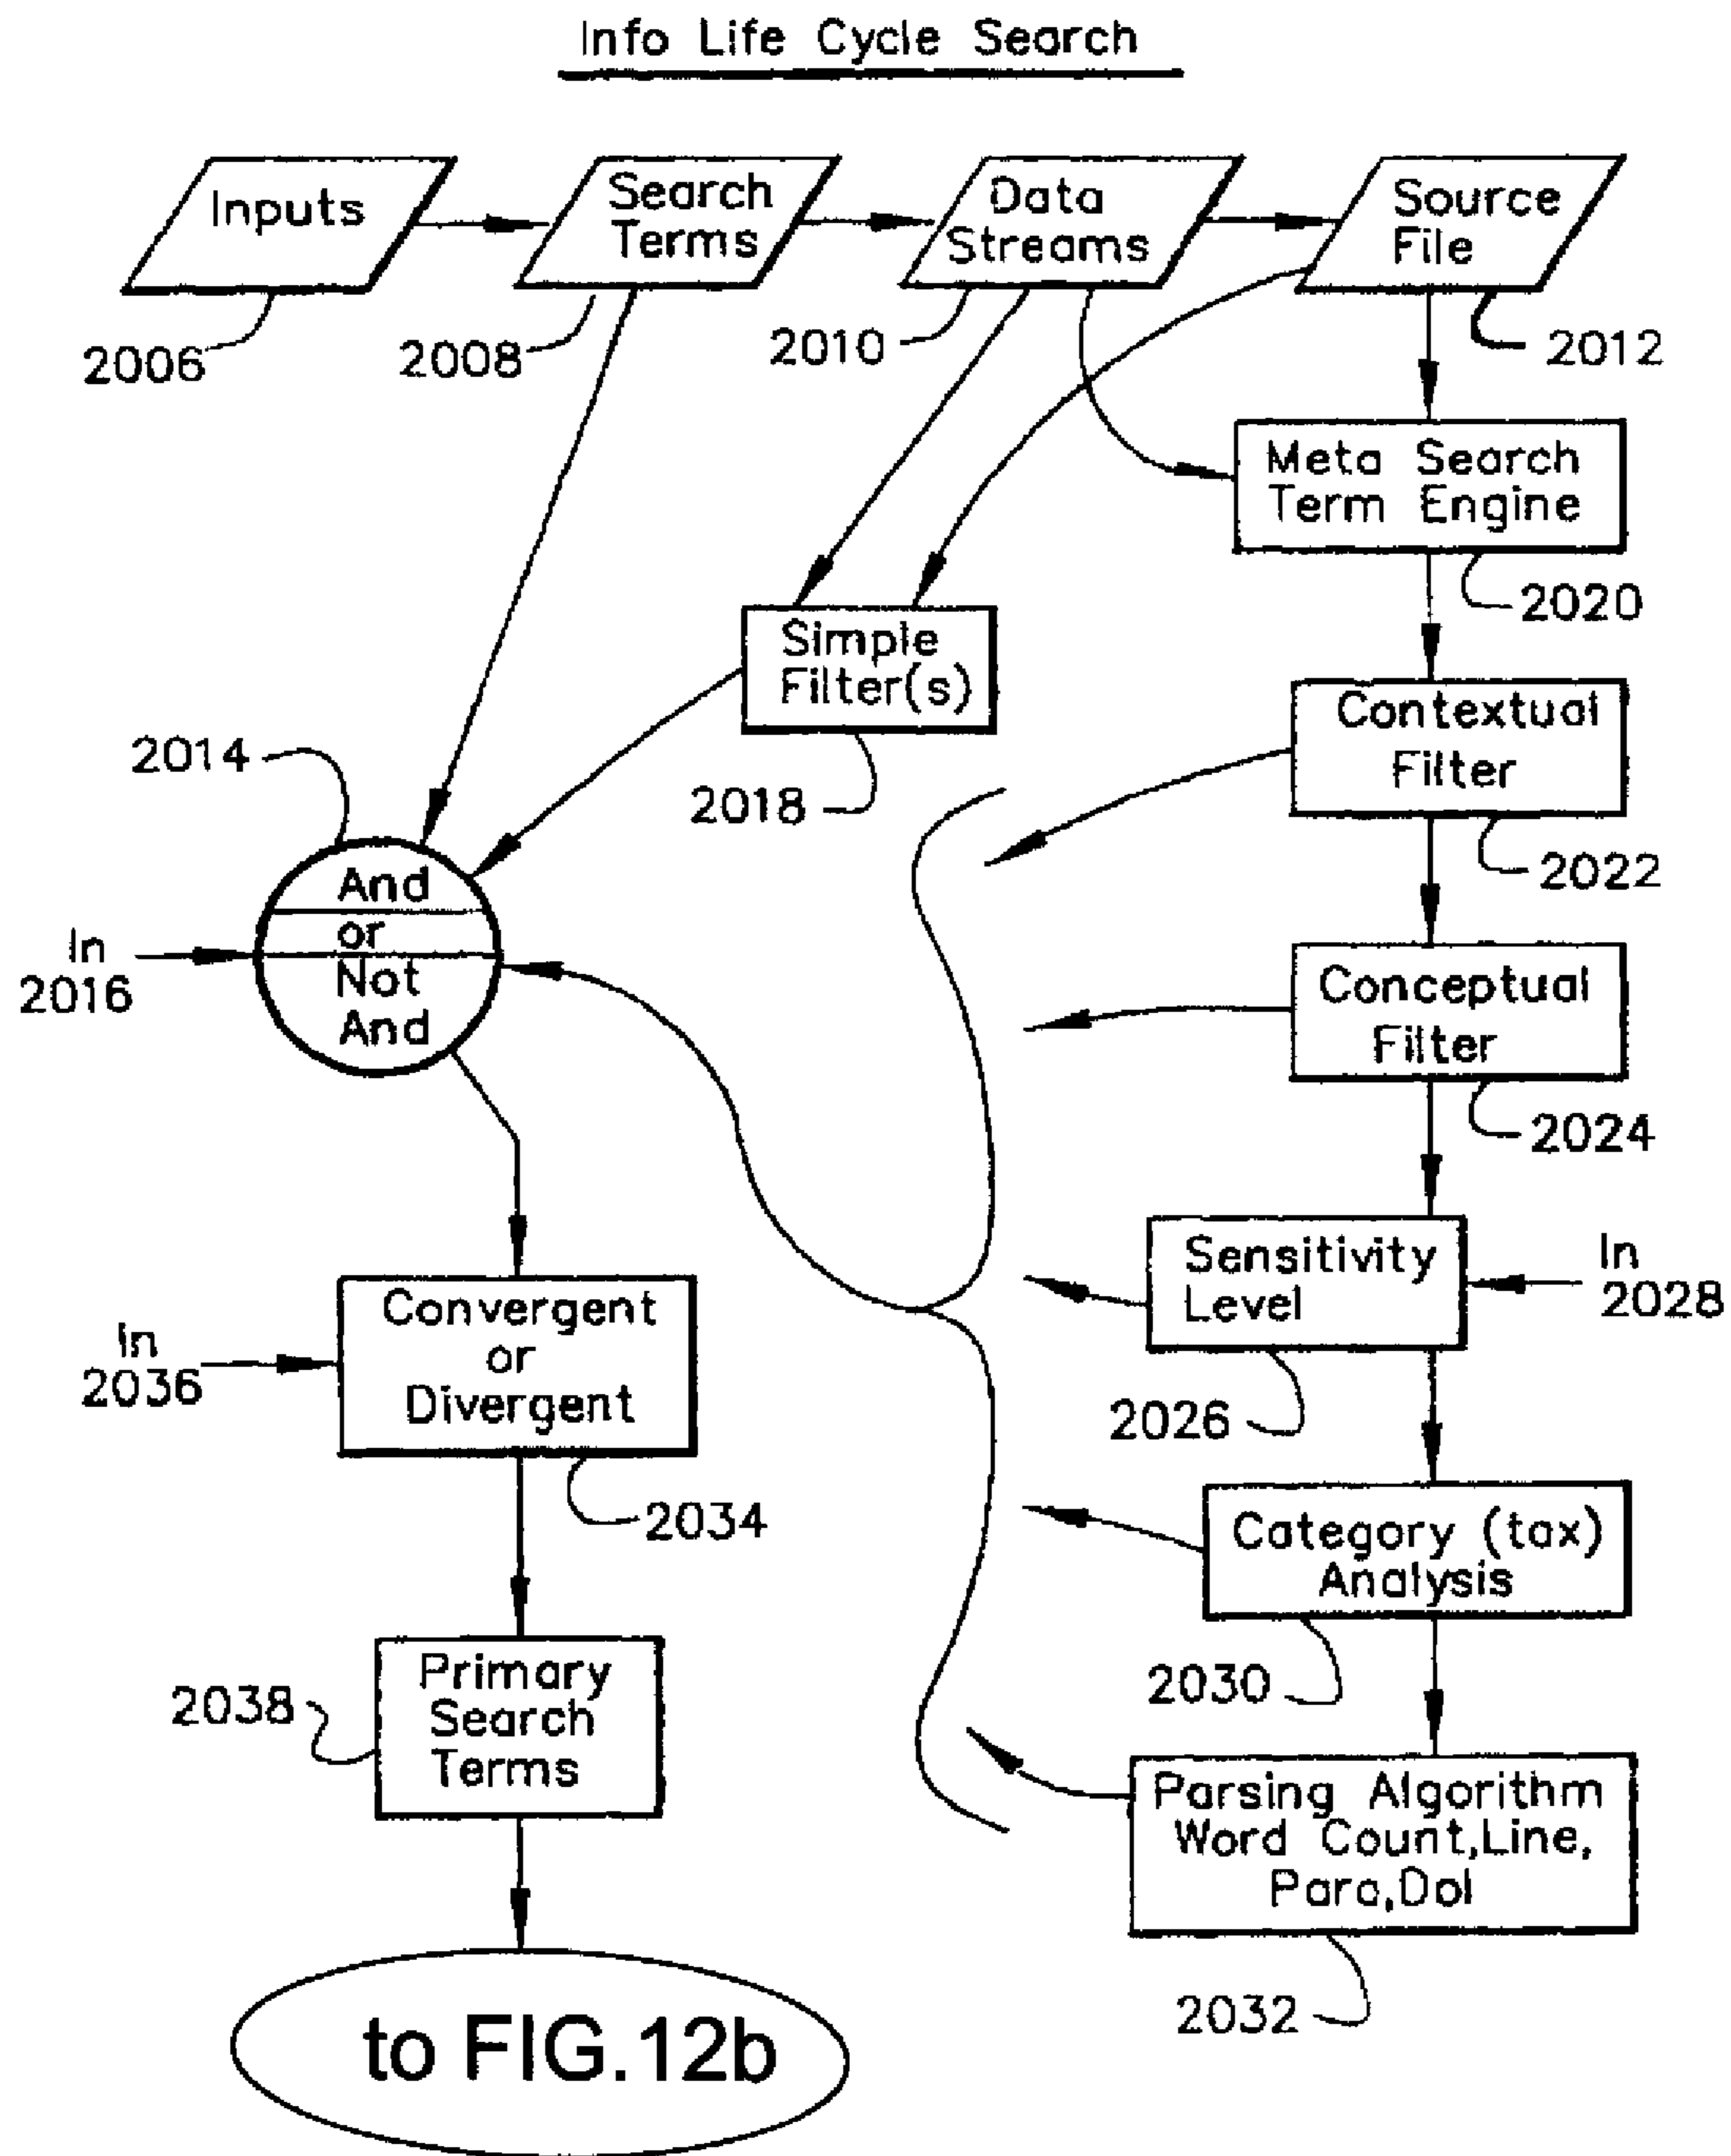 Info Life Cycle Search
Inputs
Search
Terms
Data
Streams
Source
File
2006
2008
2010
2012
Meta Search
Term Engine
2020
Simple
Filter(s)
2018
Contextual
Filter
2022
2014
And
or
Not
And
In
2016
Conceptual
Filter
2024
Sensitivity
Level
In
2028
2026
Convergent
or
Divergent
In
2036
2034
Category (tax)
Analysis
2030
Primary
Search
Terms
2038
Parsing Algorithm
Word Count,Line,
Para,Dol
2032
to FIG.12b